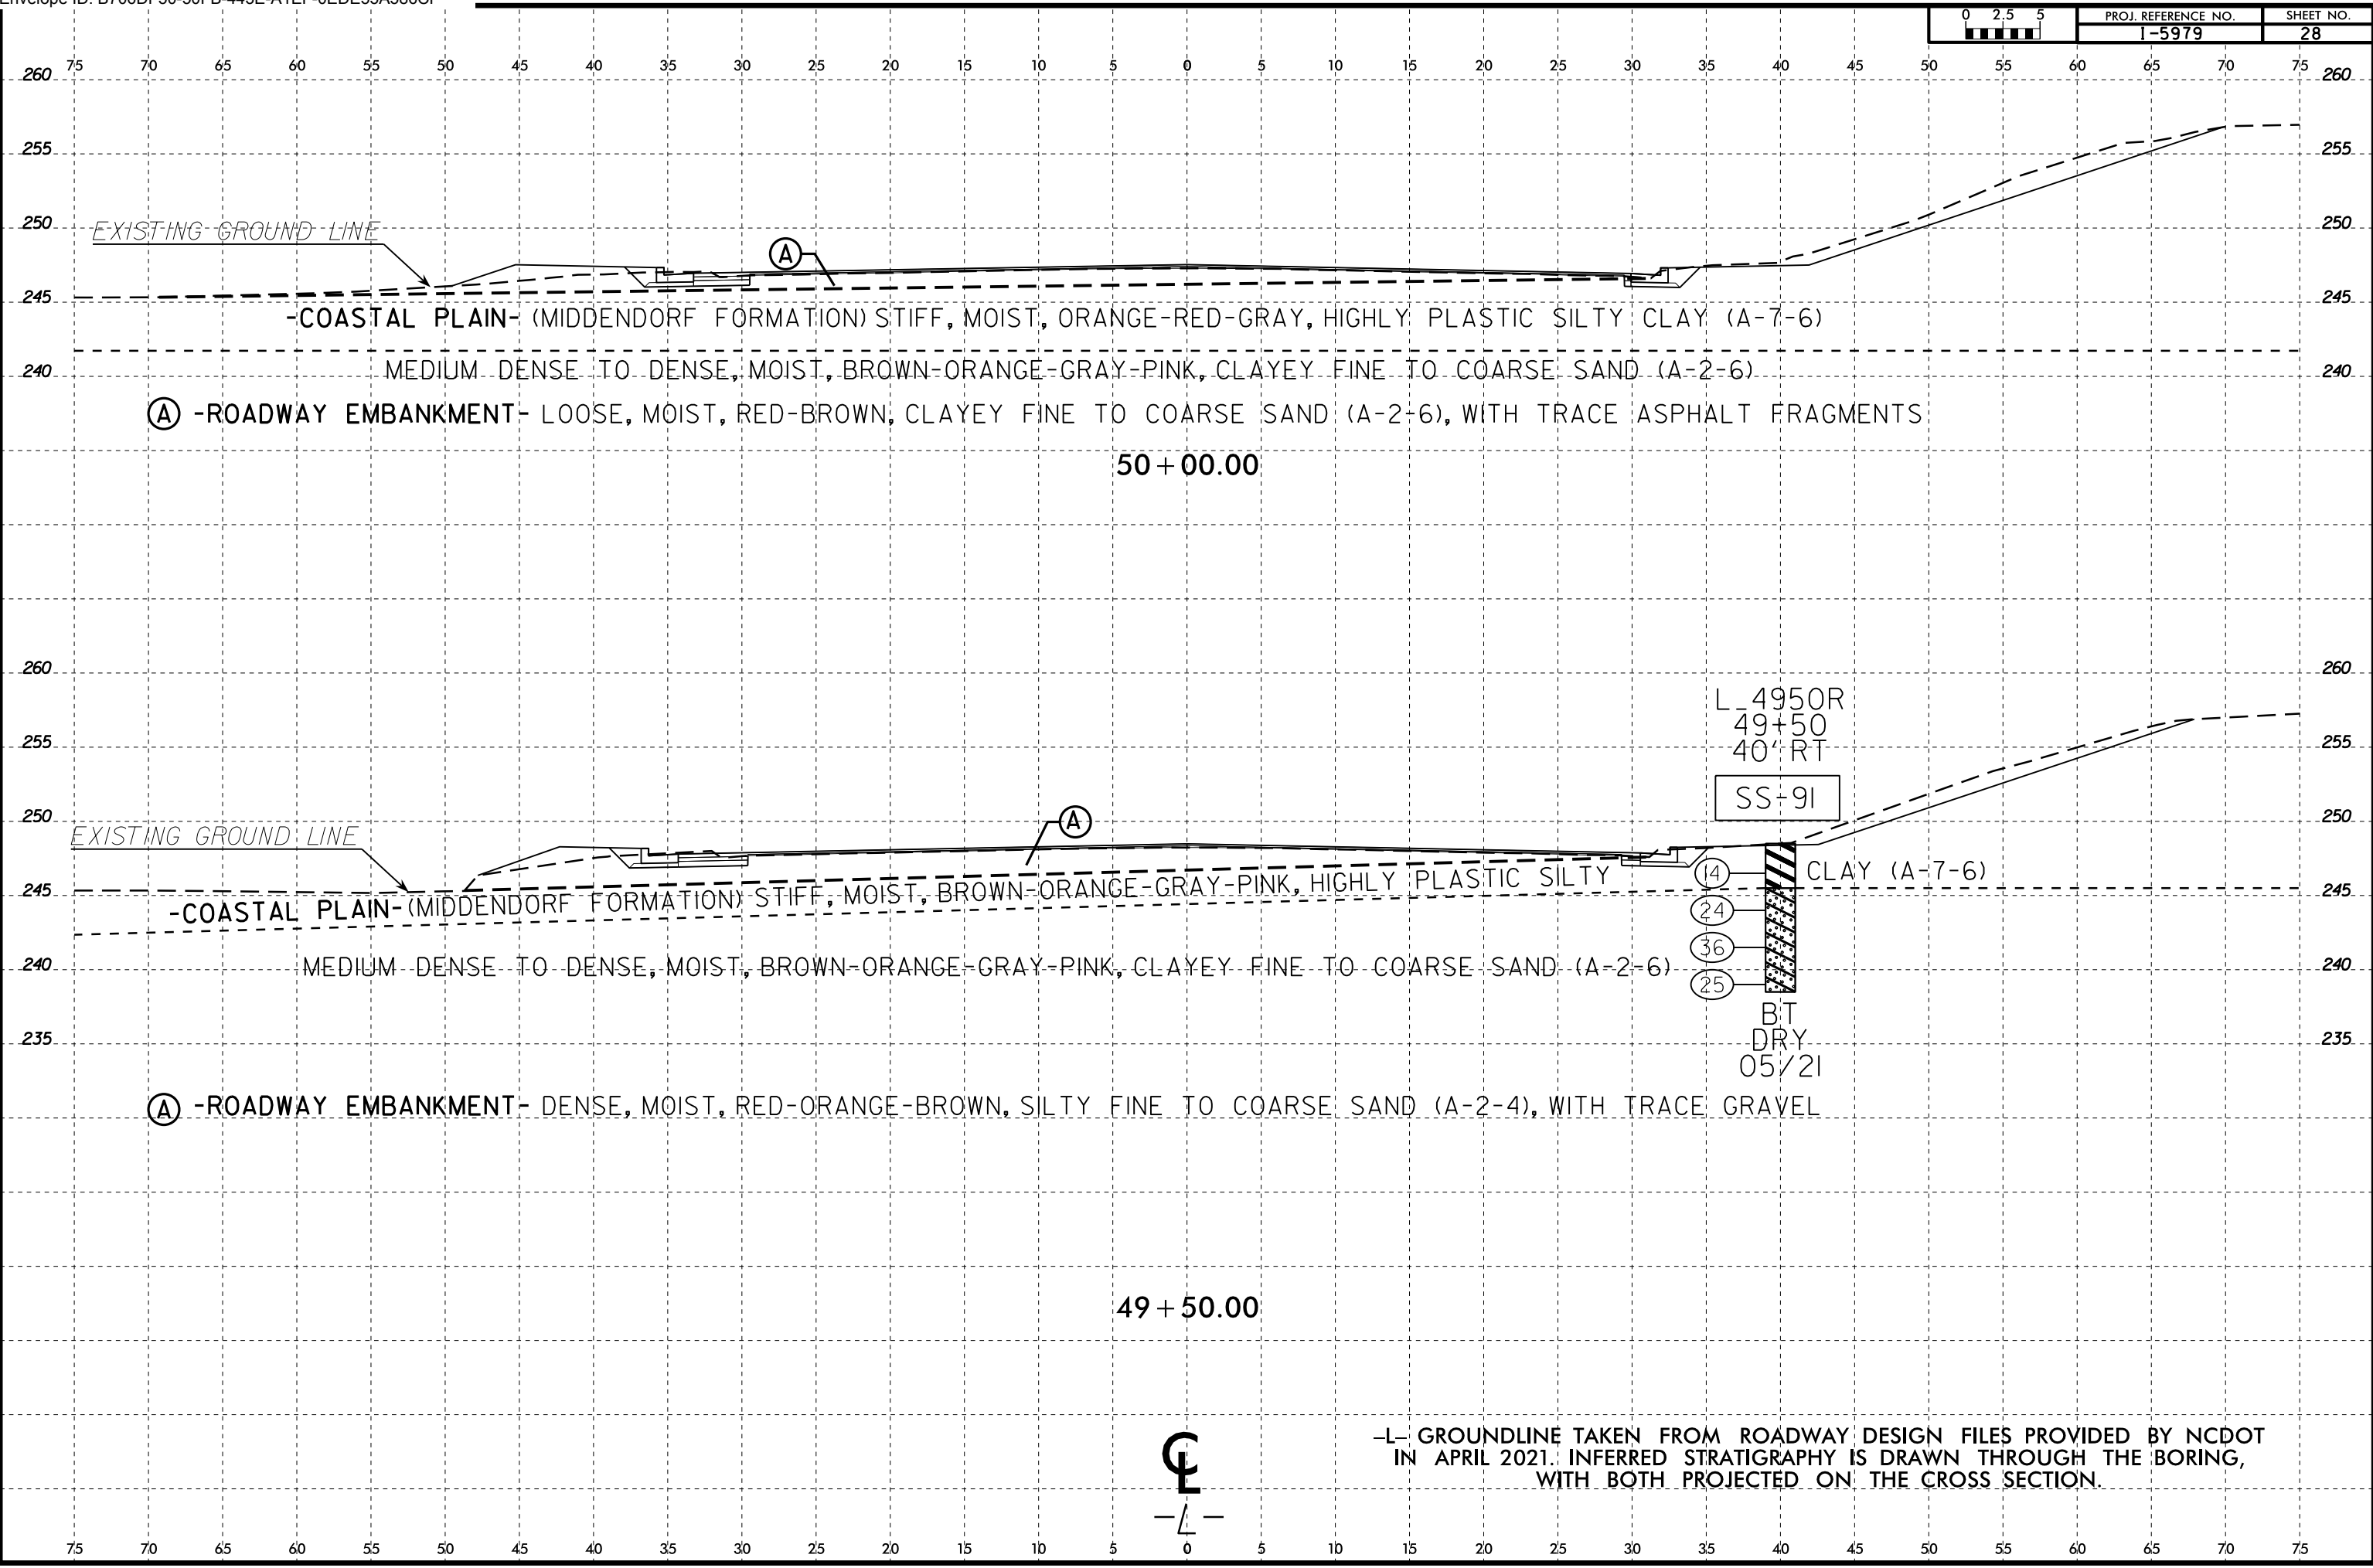 0 2.5 5
PROJ. REFERENCE NO. SHEET NO.
I-5979 28
75 70 65 60 55 50 45 40 35 30 25 20 15 10 5 0 5 10 15 20 25 30 35 40 45 50 55 60 65 70 75
260 260
255 255
250 250
EXISTING GROUND LINE
A
245 245
-COASTAL PLAIN- (MIDDENDORF FORMATION) STIFF, MOIST, ORANGE-RED-GRAY, HIGHLY PLASTIC SILTY CLAY (A-7-6)
240 240
MEDIUM DENSE TO DENSE, MOIST, BROWN-ORANGE-GRAY-PINK, CLAYEY FINE TO COARSE SAND (A-2-6)
A -ROADWAY EMBANKMENT- LOOSE, MOIST, RED-BROWN, CLAYEY FINE TO COARSE SAND (A-2-6), WITH TRACE ASPHALT FRAGMENTS
50+00.00
260 260
L_4950R
49+50
40' RT
255 255
SS-91
250 250
EXISTING GROUND LINE
A
14 CLAY (A-7-6)
245 245
-COASTAL PLAIN- (MIDDENDORF FORMATION) STIFF, MOIST, BROWN-ORANGE-GRAY-PINK, HIGHLY PLASTIC SILTY
24
36
240 240
MEDIUM DENSE TO DENSE, MOIST, BROWN-ORANGE-GRAY-PINK, CLAYEY FINE TO COARSE SAND (A-2-6)
25
BT
DRY
05/21
235 235
A -ROADWAY EMBANKMENT- DENSE, MOIST, RED-ORANGE-BROWN, SILTY FINE TO COARSE SAND (A-2-4), WITH TRACE GRAVEL
49+50.00
-L- GROUNDLINE TAKEN FROM ROADWAY DESIGN FILES PROVIDED BY NCDOT
IN APRIL 2021. INFERRED STRATIGRAPHY IS DRAWN THROUGH THE BORING,
WITH BOTH PROJECTED ON THE CROSS SECTION.
CL
-L-
75 70 65 60 55 50 45 40 35 30 25 20 15 10 5 0 5 10 15 20 25 30 35 40 45 50 55 60 65 70 75